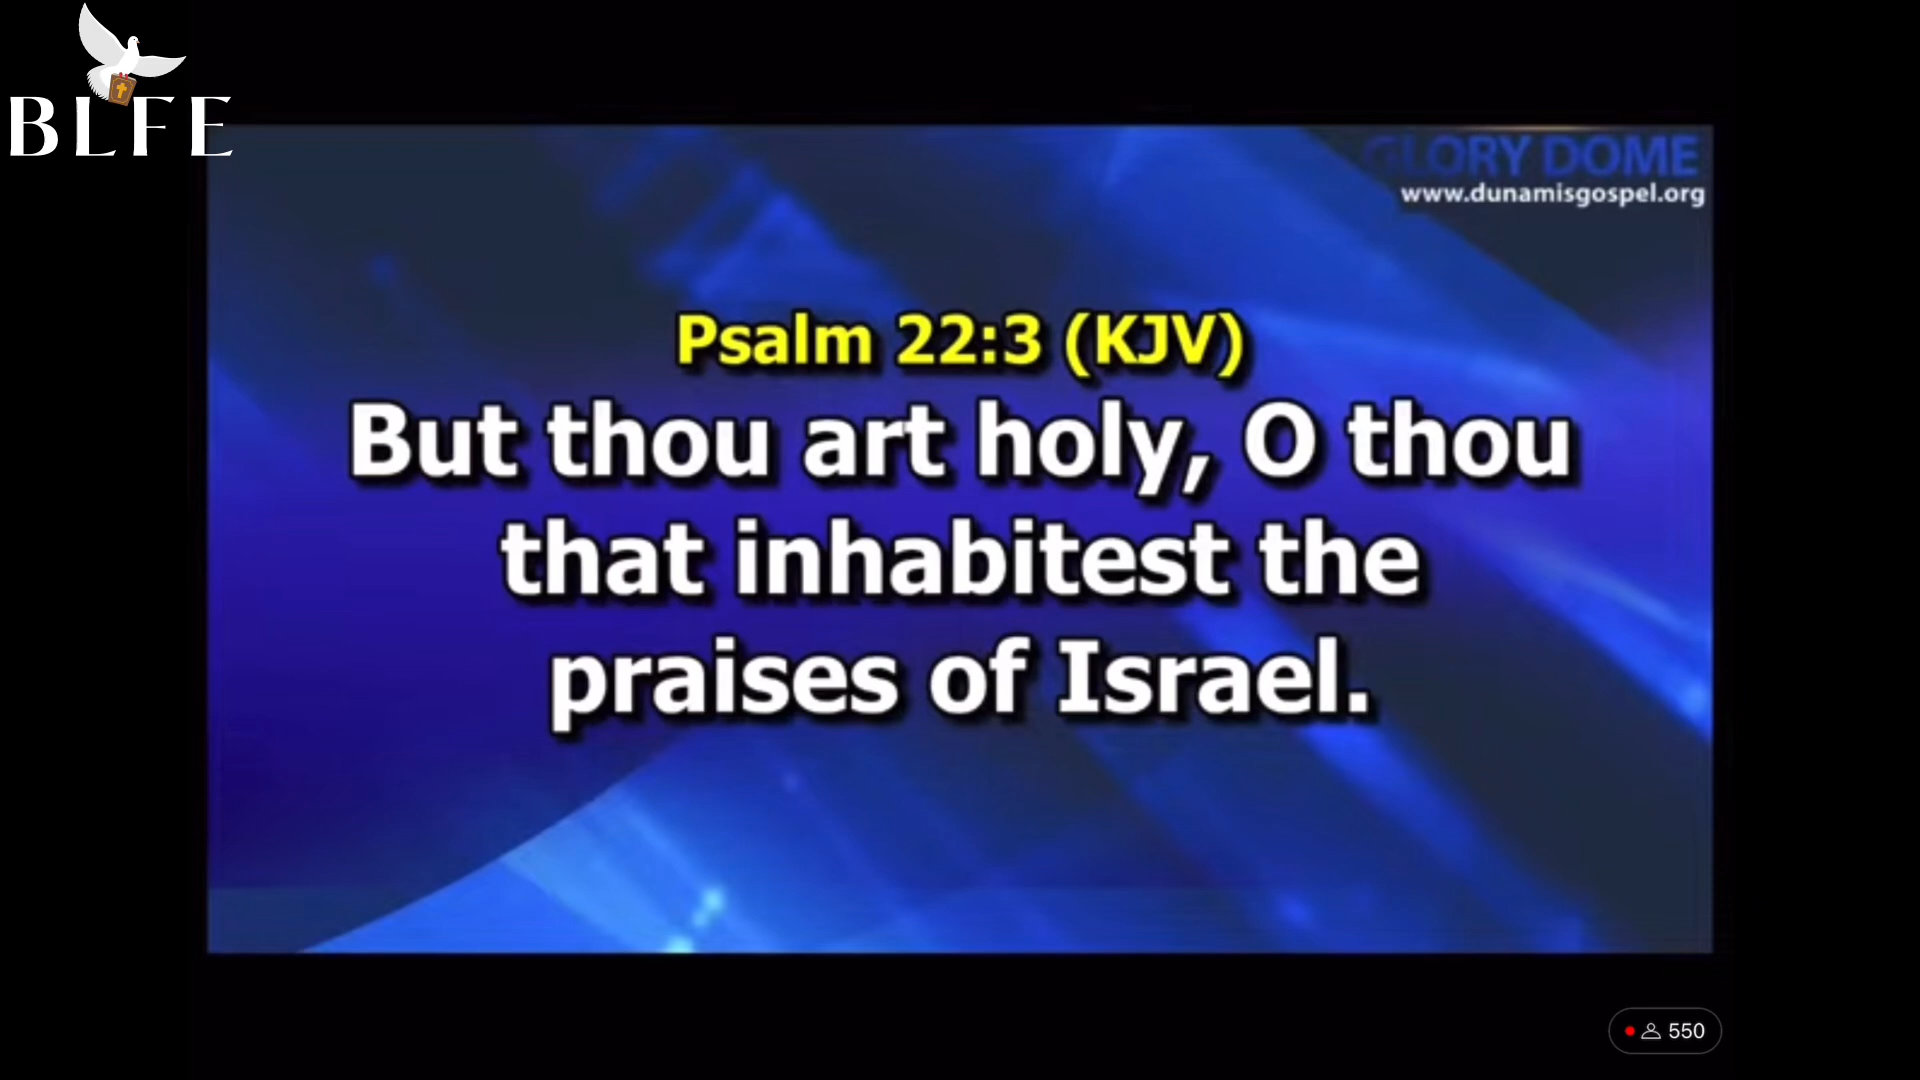 BLFE
GLORY DOME
www.dunamisgospel.org
Psalm 22:3 (KJV)
But thou art holy, O thou
that inhabitest the
praises of Israel.
550